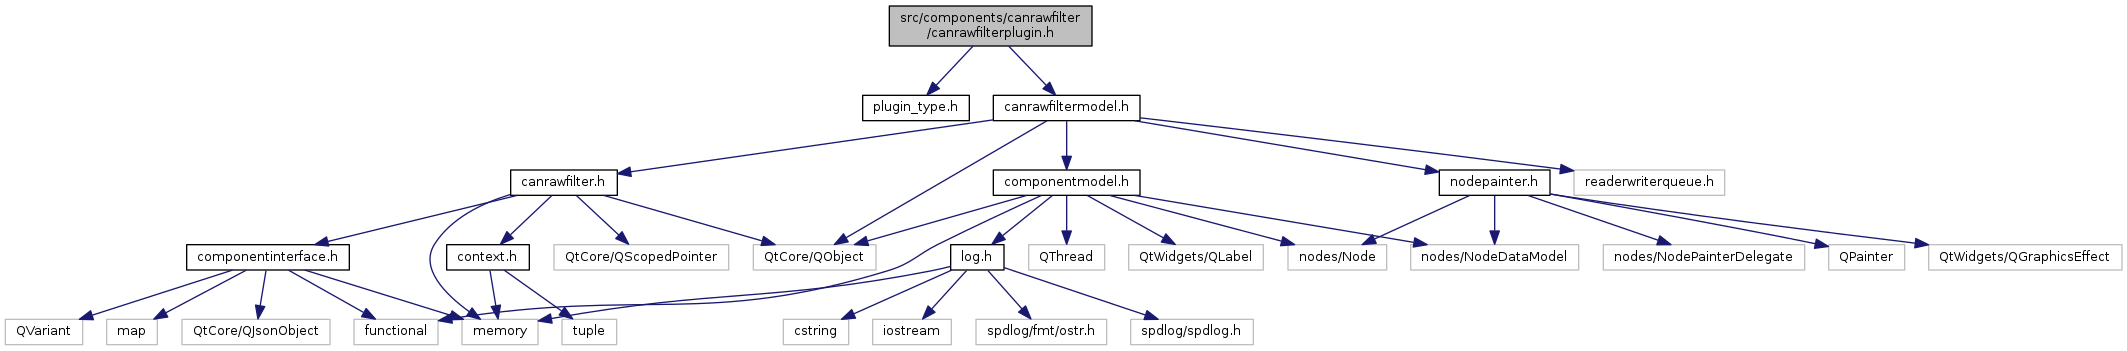 src/components/canrawfilter
/canrawfilterplugin.h
plugin_type.h
canrawfiltermodel.h
canrawfilter.h
componentmodel.h
nodepainter.h
readerwriterqueue.h
componentinterface.h
context.h
QtCore/QScopedPointer
QtCore/QObject
log.h
QThread
QtWidgets/QLabel
nodes/Node
nodes/NodeDataModel
nodes/NodePainterDelegate
QPainter
QtWidgets/QGraphicsEffect
QVariant
map
QtCore/QJsonObject
functional
memory
tuple
cstring
iostream
spdlog/fmt/ostr.h
spdlog/spdlog.h